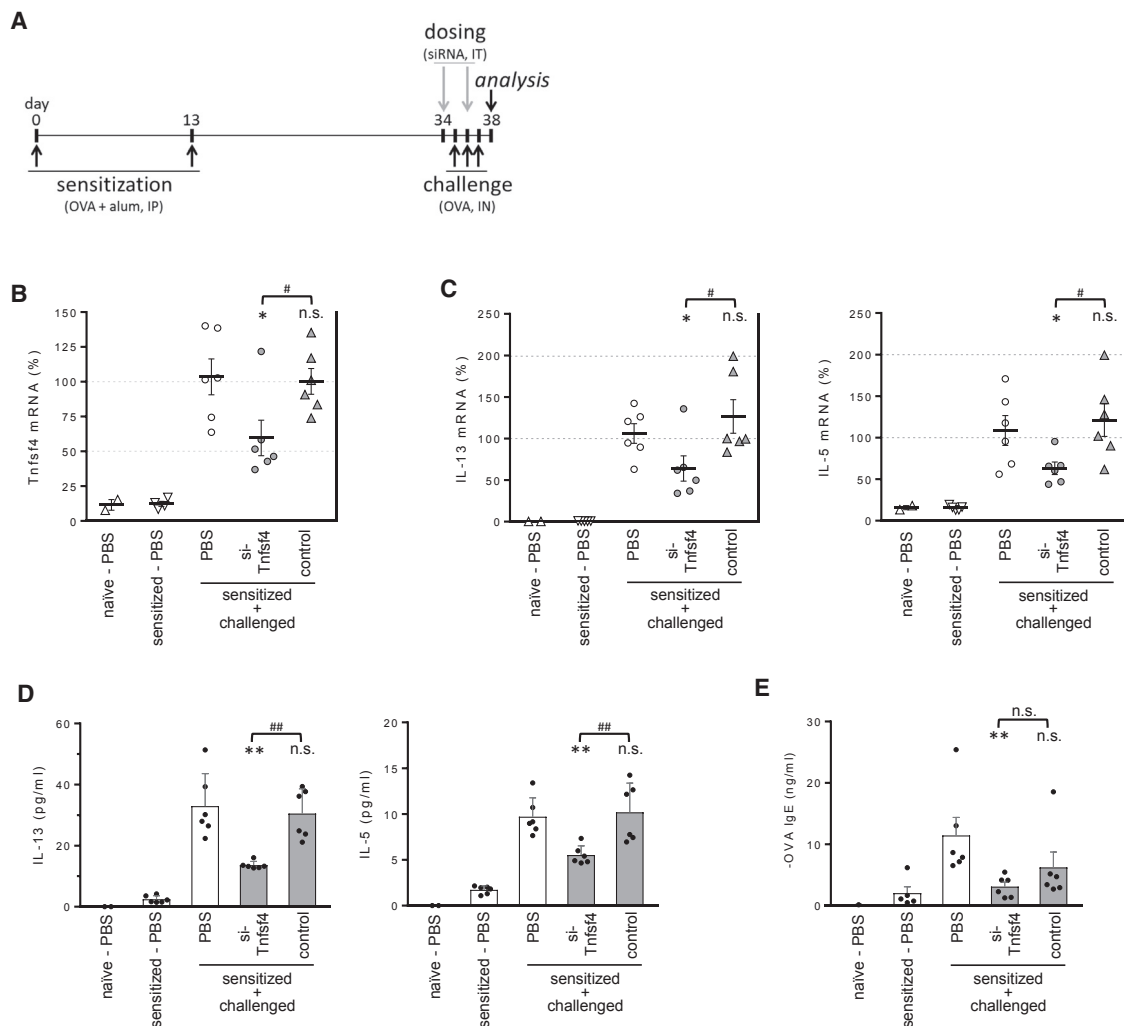 A
dosing
(siRNA, IT)
analysis
day
0 13 34 38
sensitization
(OVA + alum, IP)
challenge
(OVA, IN)
B
Tnfsf4 mRNA (%)
150
125
100
75
50
25
0
#
* n.s.
naïve - PBS
sensitized - PBS
PBS
si-
Tnfsf4
control
sensitized
+
challenged
C
IL-13 mRNA (%)
250
200
150
100
50
0
#
* n.s.
naïve - PBS
sensitized - PBS
PBS
si-
Tnfsf4
control
sensitized
+
challenged
IL-5 mRNA (%)
250
200
150
100
50
0
#
* n.s.
naïve - PBS
sensitized - PBS
PBS
si-
Tnfsf4
control
sensitized
+
challenged
D
IL-13 (pg/ml)
60
40
20
0
##
** n.s.
naïve - PBS
sensitized - PBS
PBS
si-
Tnfsf4
control
sensitized
+
challenged
IL-5 (pg/ml)
20
15
10
5
0
##
** n.s.
naïve - PBS
sensitized - PBS
PBS
si-
Tnfsf4
control
sensitized
+
challenged
E
-OVA IgE (ng/ml)
30
20
10
0
n.s.
** n.s.
naïve - PBS
sensitized - PBS
PBS
si-
Tnfsf4
control
sensitized
+
challenged